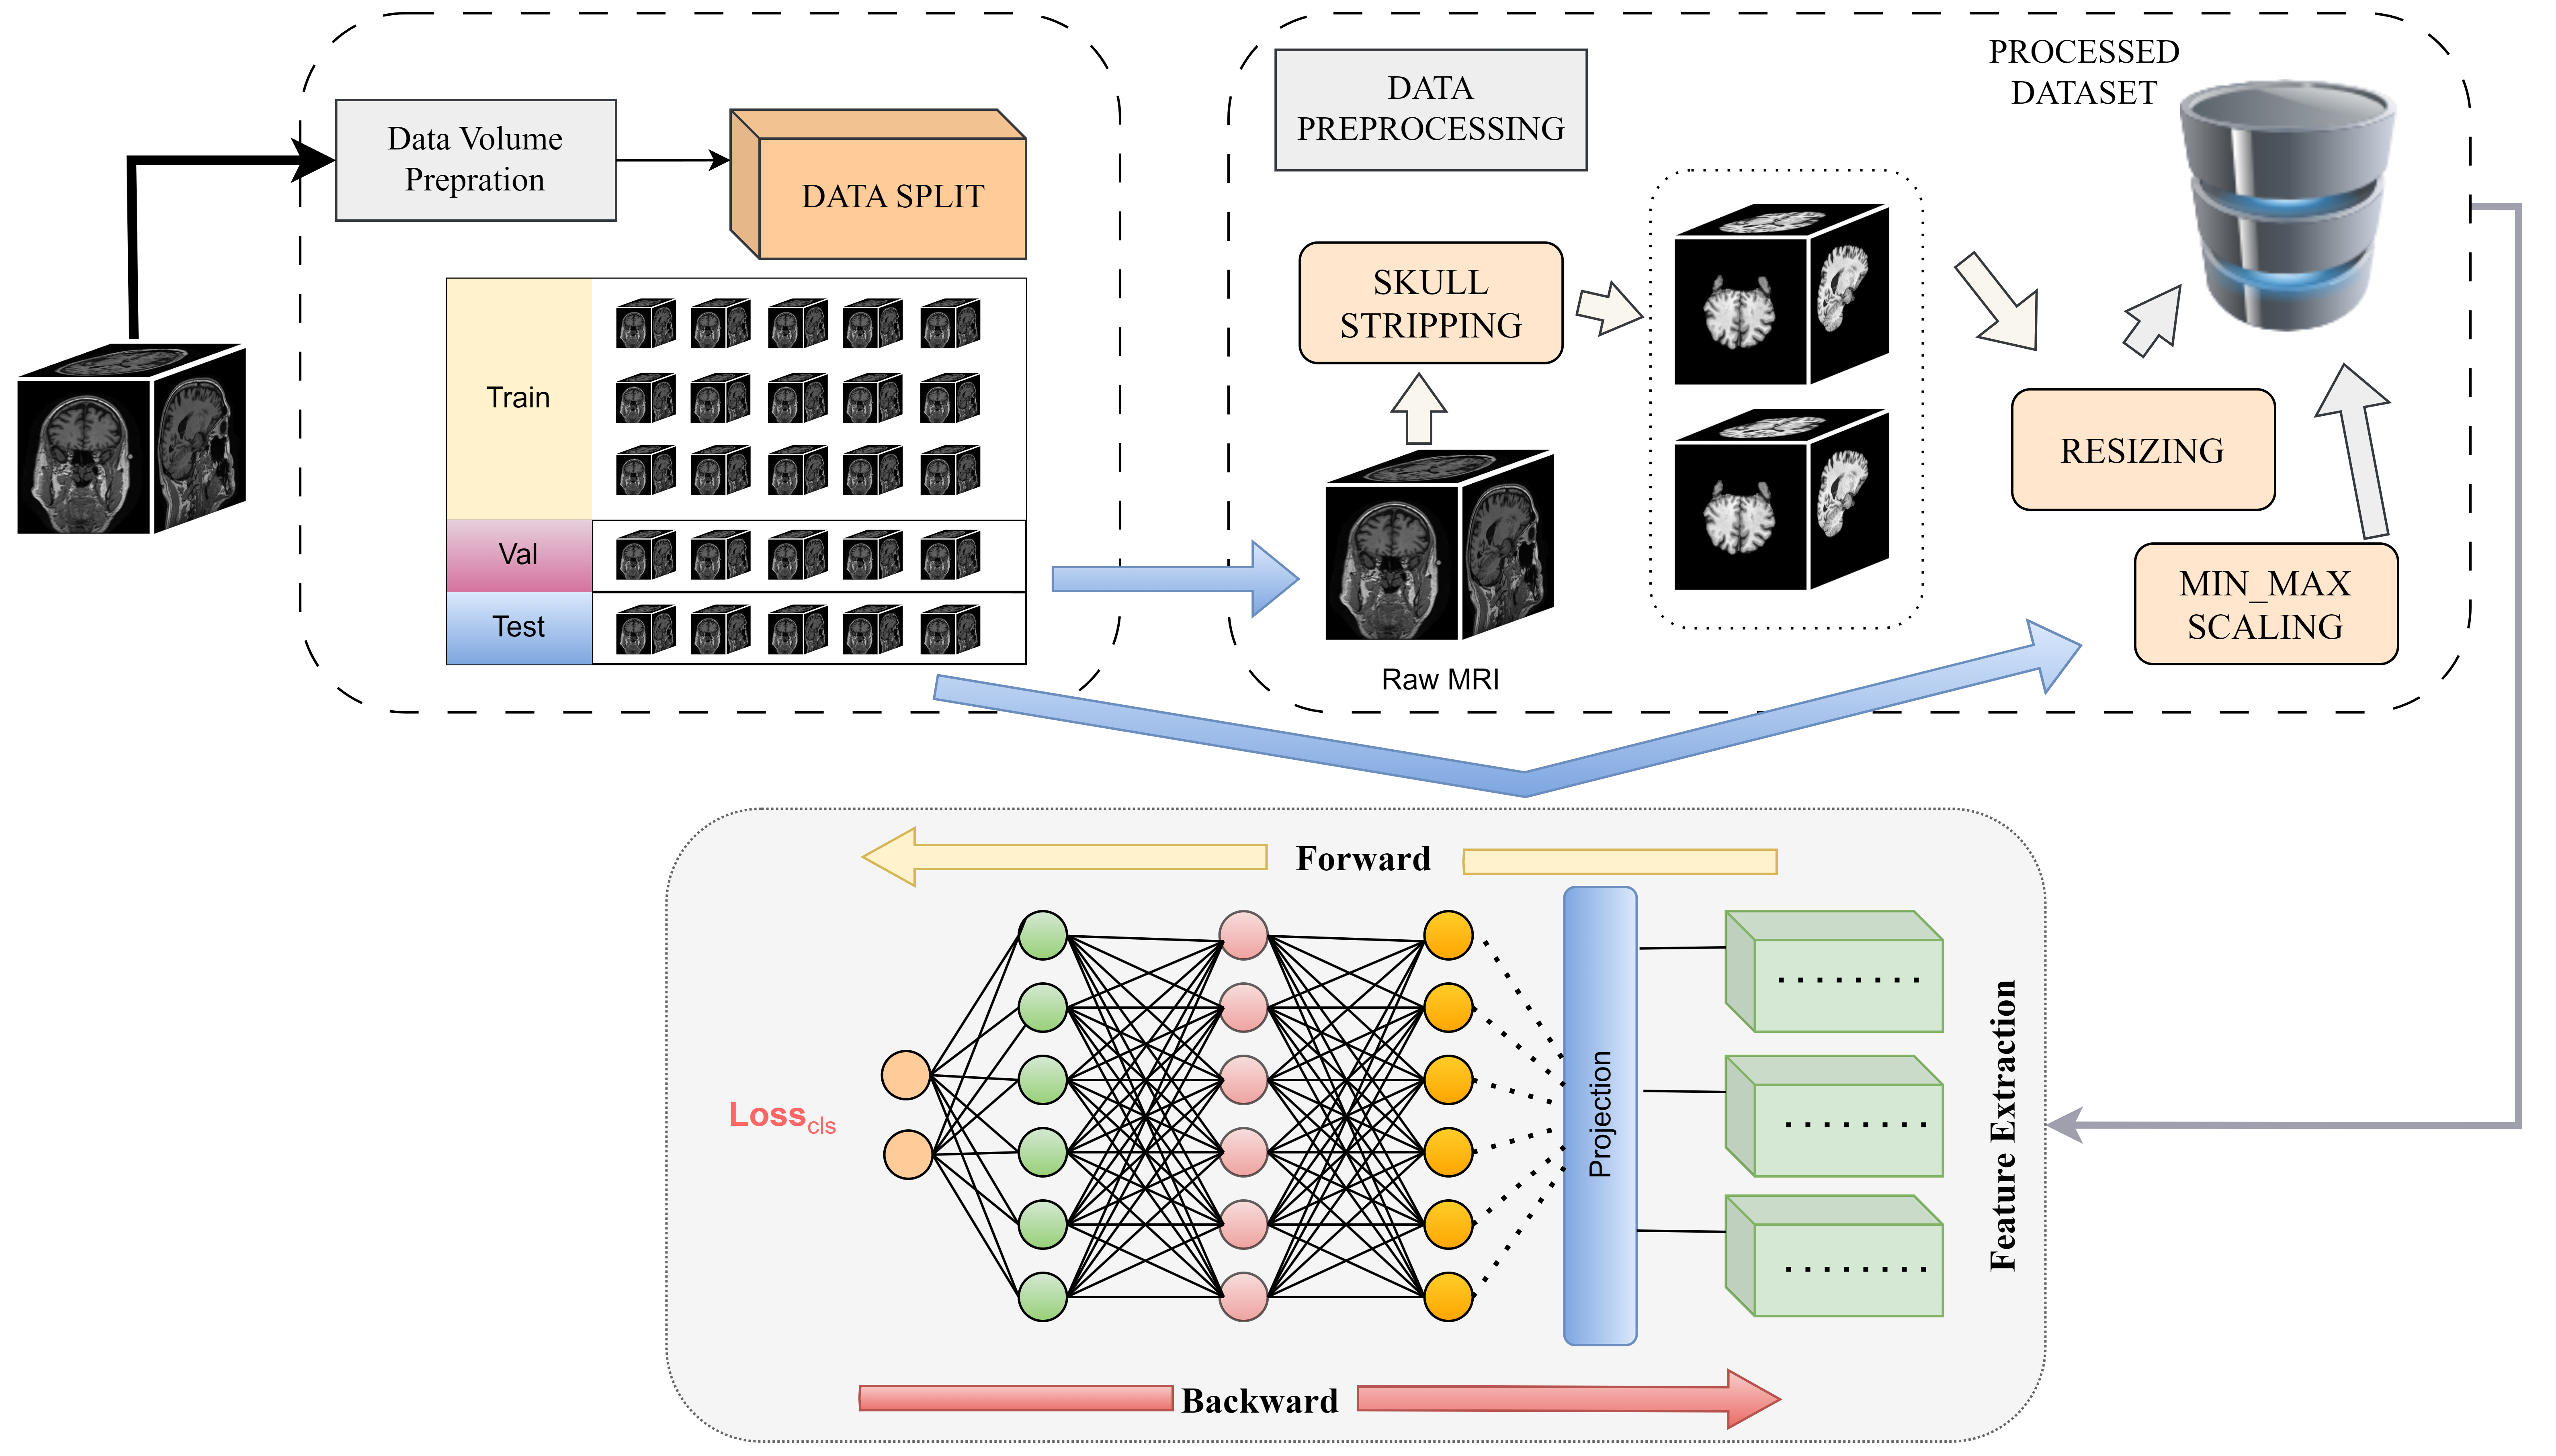 Data Volume
Prepration
DATA SPLIT
Train
Val
Test
DATA
PREPROCESSING
PROCESSED
DATASET
SKULL
STRIPPING
Raw MRI
RESIZING
MIN_MAX
SCALING
Forward
Loss cls
Projection
Feature Extraction
Backward